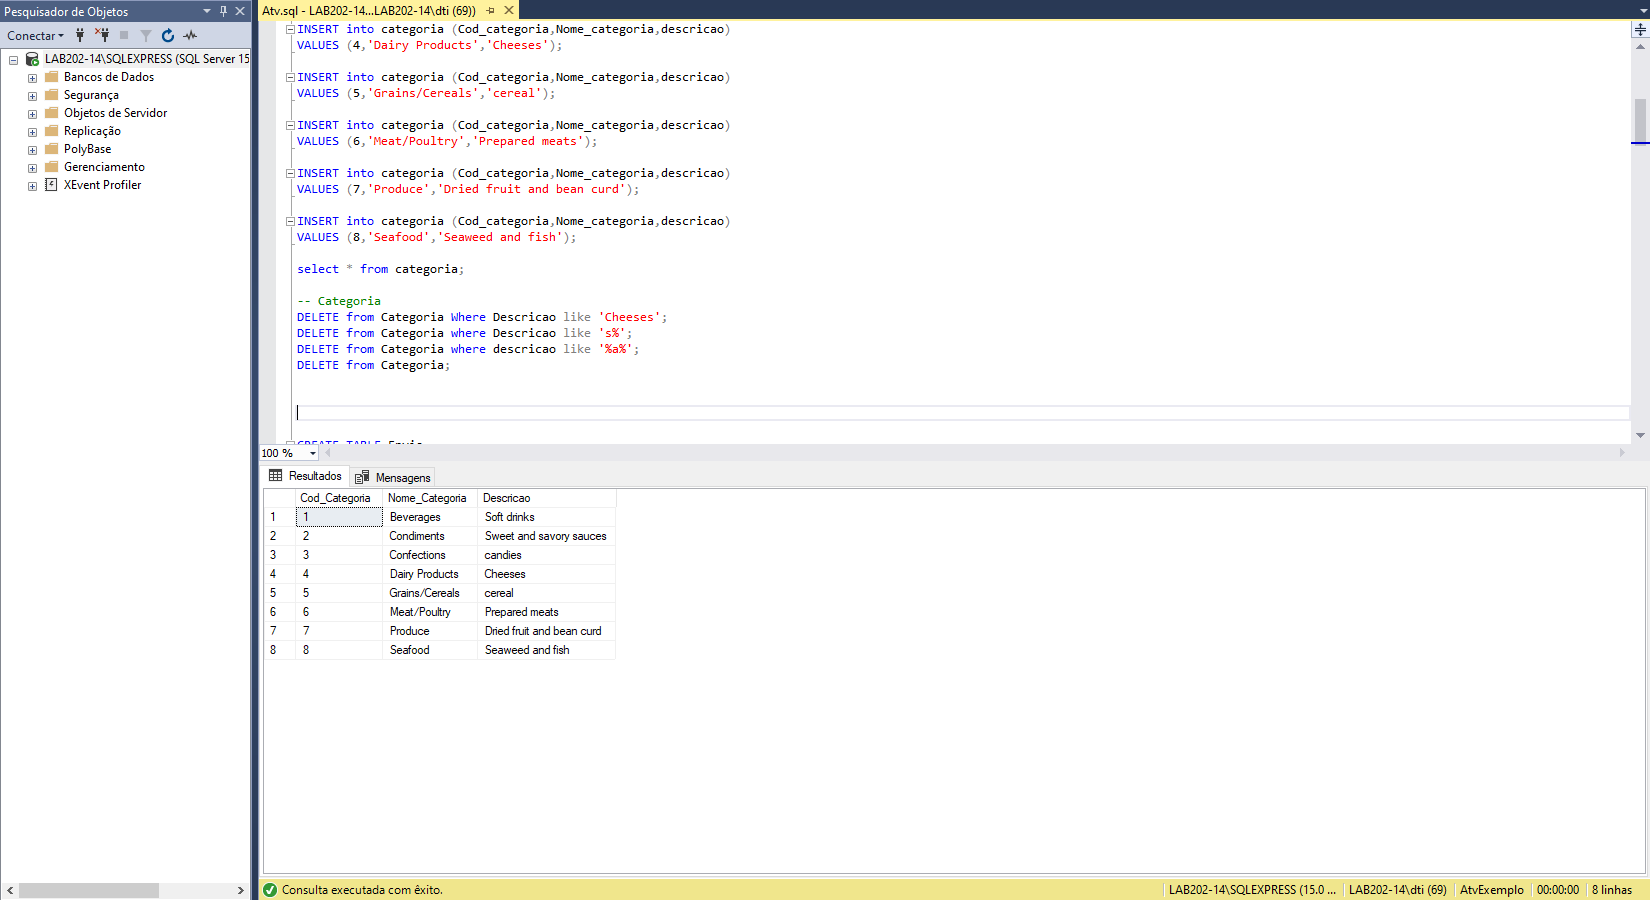 Pesquisador de Objetos
Conectar
LAB202-14\SQLEXPRESS (SQL Server 15
Bancos de Dados
Segurança
Objetos de Servidor
Replicação
PolyBase
Gerenciamento
XEvent Profiler
Atv.sql - LAB202-14...LAB202-14\dti (69))
INSERT into categoria (Cod_categoria,Nome_categoria,descricao)
VALUES (4,'Dairy Products','Cheeses');
INSERT into categoria (Cod_categoria,Nome_categoria,descricao)
VALUES (5,'Grains/Cereals','cereal');
INSERT into categoria (Cod_categoria,Nome_categoria,descricao)
VALUES (6,'Meat/Poultry','Prepared meats');
INSERT into categoria (Cod_categoria,Nome_categoria,descricao)
VALUES (7,'Produce','Dried fruit and bean curd');
INSERT into categoria (Cod_categoria,Nome_categoria,descricao)
VALUES (8,'Seafood','Seaweed and fish');
select * from categoria;
-- Categoria
DELETE from Categoria Where Descricao like 'Cheeses';
DELETE from Categoria where Descricao like 's%';
DELETE from Categoria where descricao like '%a%';
DELETE from Categoria;
CREATE TABLE Envio
100 %
Resultados Mensagens
Cod_Categoria Nome_Categoria Descricao
1 1 Beverages Soft drinks
2 2 Condiments Sweet and savory sauces
3 3 Confections candies
4 4 Dairy Products Cheeses
5 5 Grains/Cereals cereal
6 6 Meat/Poultry Prepared meats
7 7 Produce Dried fruit and bean curd
8 8 Seafood Seaweed and fish
Consulta executada com êxito. LAB202-14\SQLEXPRESS (15.0 ... LAB202-14\dti (69) AtvExemplo 00:00:00 8 linhas